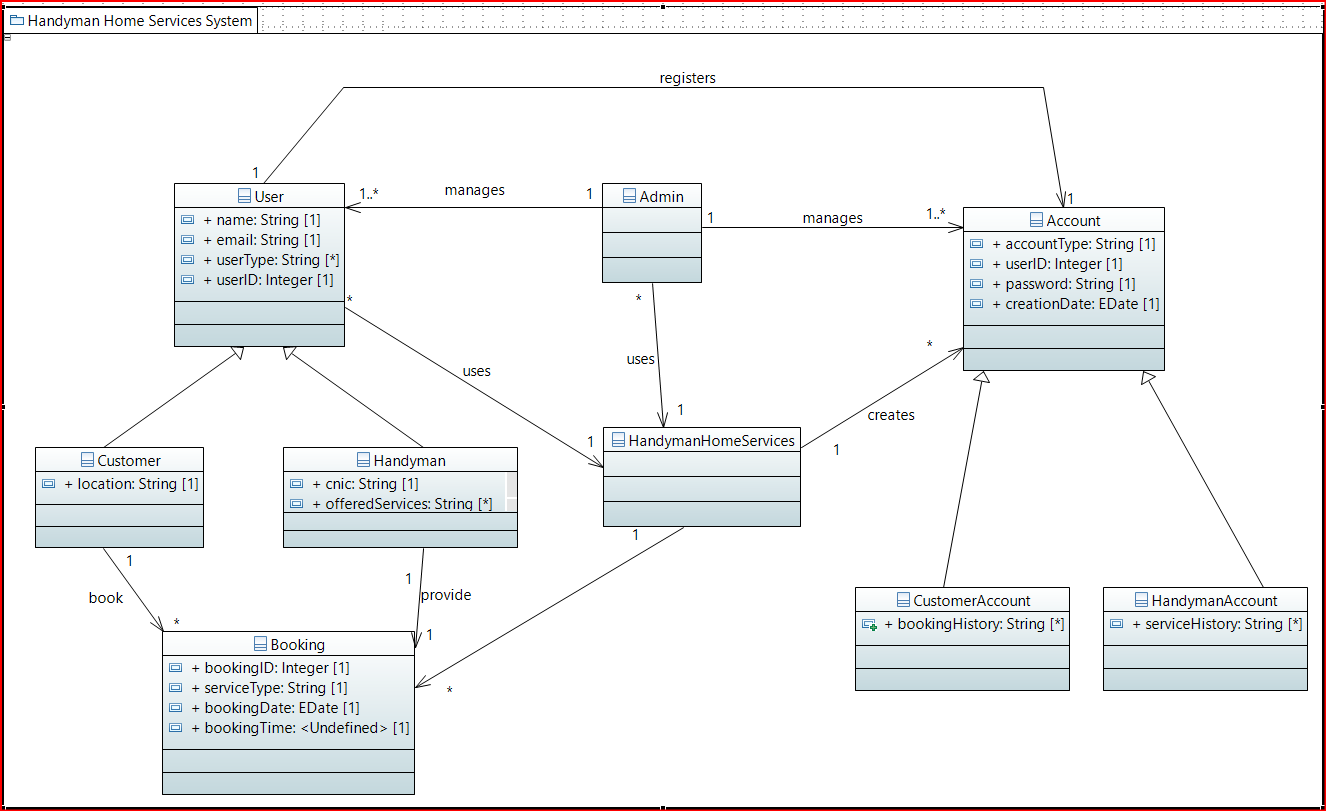 Handyman Home Services System
registers
1
1
User
+ name: String [1]
+ email: String [1]
+ userType: String [*]
+ userID: Integer [1]
1..*
manages
1
Admin
1
manages
1..*
Account
+ accountType: String [1]
+ userID: Integer [1]
+ password: String [1]
+ creationDate: EDate [1]
*
uses
1
*
uses
1
*
creates
1
Customer
+ location: String [1]
Handyman
+ cnic: String [1]
+ offeredServices: String [*]
HandymanHomeServices
1
*
1
book
*
1
provide
1
Booking
+ bookingID: Integer [1]
+ serviceType: String [1]
+ bookingDate: EDate [1]
+ bookingTime: <Undefined> [1]
CustomerAccount
+ bookingHistory: String [*]
HandymanAccount
+ serviceHistory: String [*]